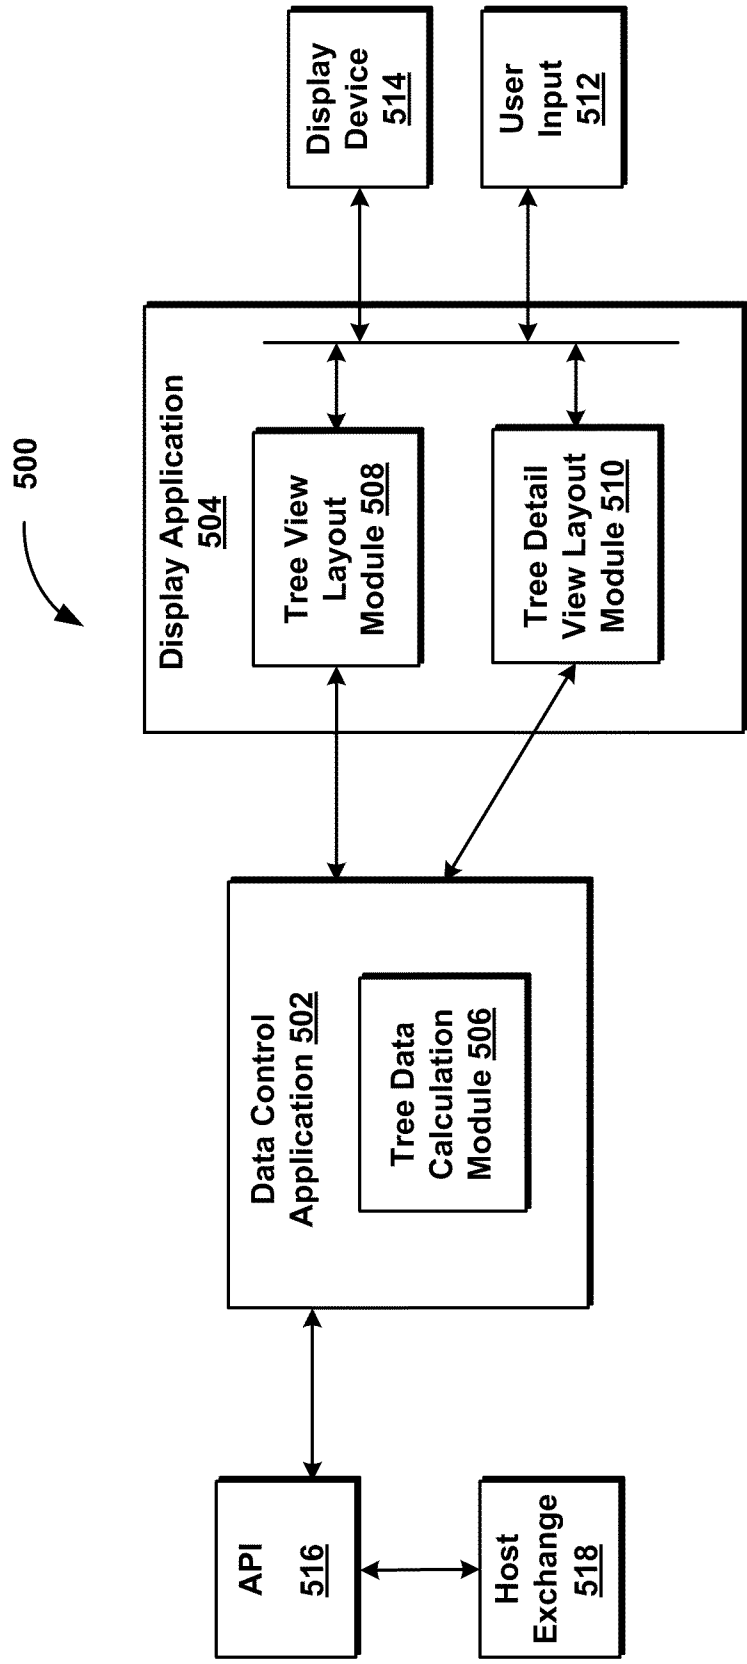 500
Display Application
504
Display
Device
514
User
Input
512
Tree View
Layout
Module 508
Tree Detail
View Layout
Module 510
Data Control
Application 502
Tree Data
Calculation
Module 506
API
516
Host
Exchange
518